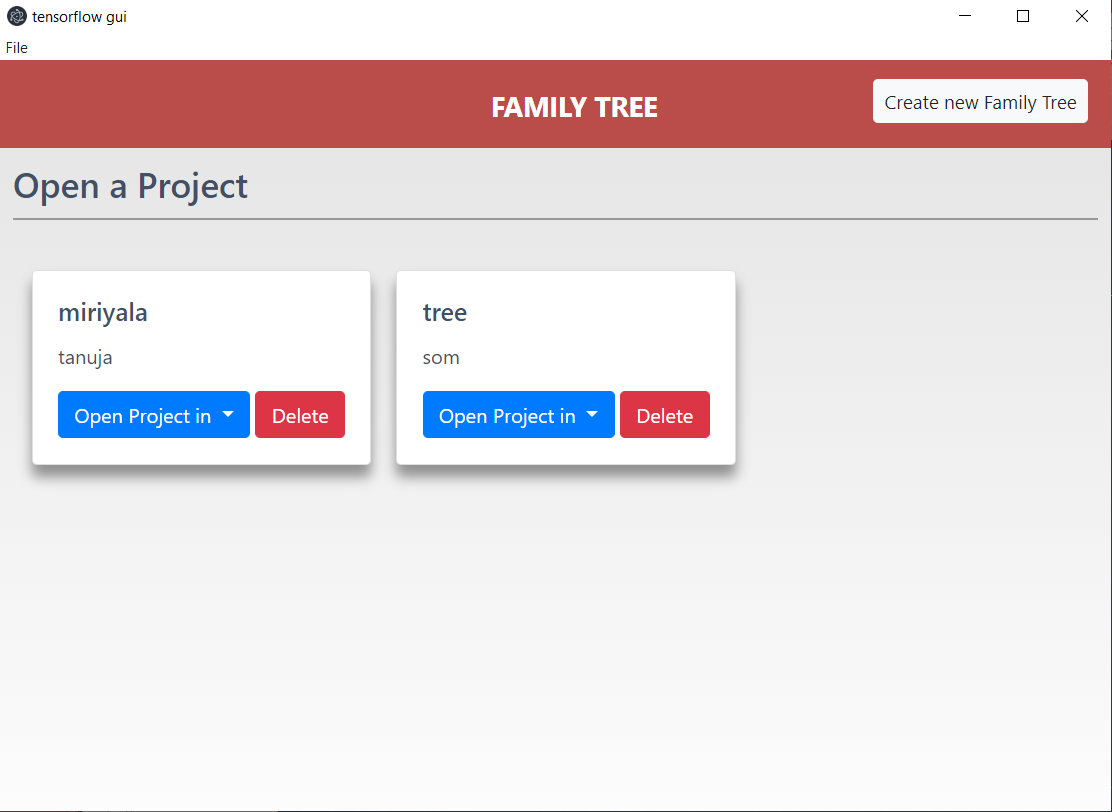 tensorflow gui
File
FAMILY TREE
Create new Family Tree
Open a Project
miriyala
tanuja
Open Project in
Delete
tree
som
Open Project in
Delete